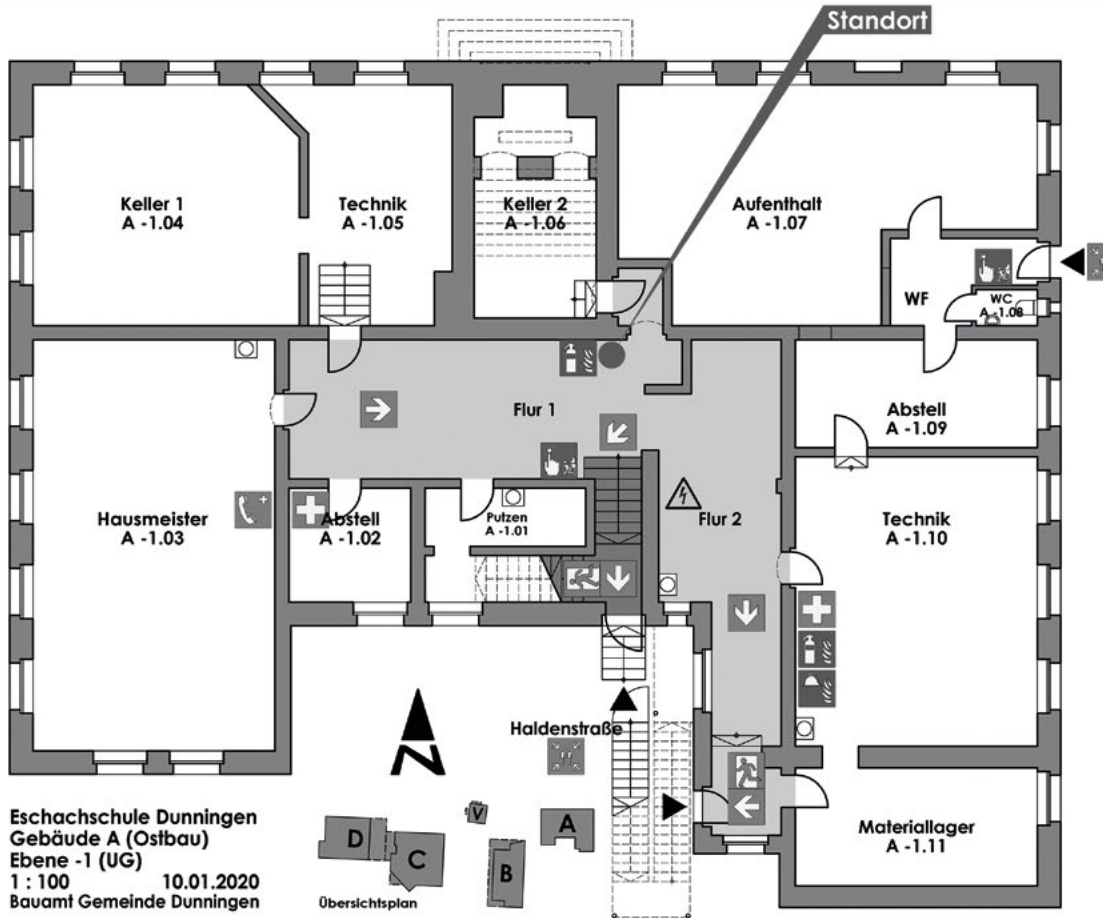 Standort
Keller 1
A -1.04
Technik
A -1.05
Keller 2
A -1.06
Aufenthalt
A -1.07
WF
WC
A -1.08
Flur 1
Abstell
A -1.09
Hausmeister
A -1.03
Abstell
A -1.02
Putzen
A -1.01
Flur 2
Technik
A -1.10
Haldenstraße
N
Materiallager
A -1.11
Eschachschule Dunningen
Gebäude A (Ostbau)
Ebene -1 (UG)
1 : 100 10.01.2020
Bauamt Gemeinde Dunningen
D
C
V
B
A
Übersichtsplan